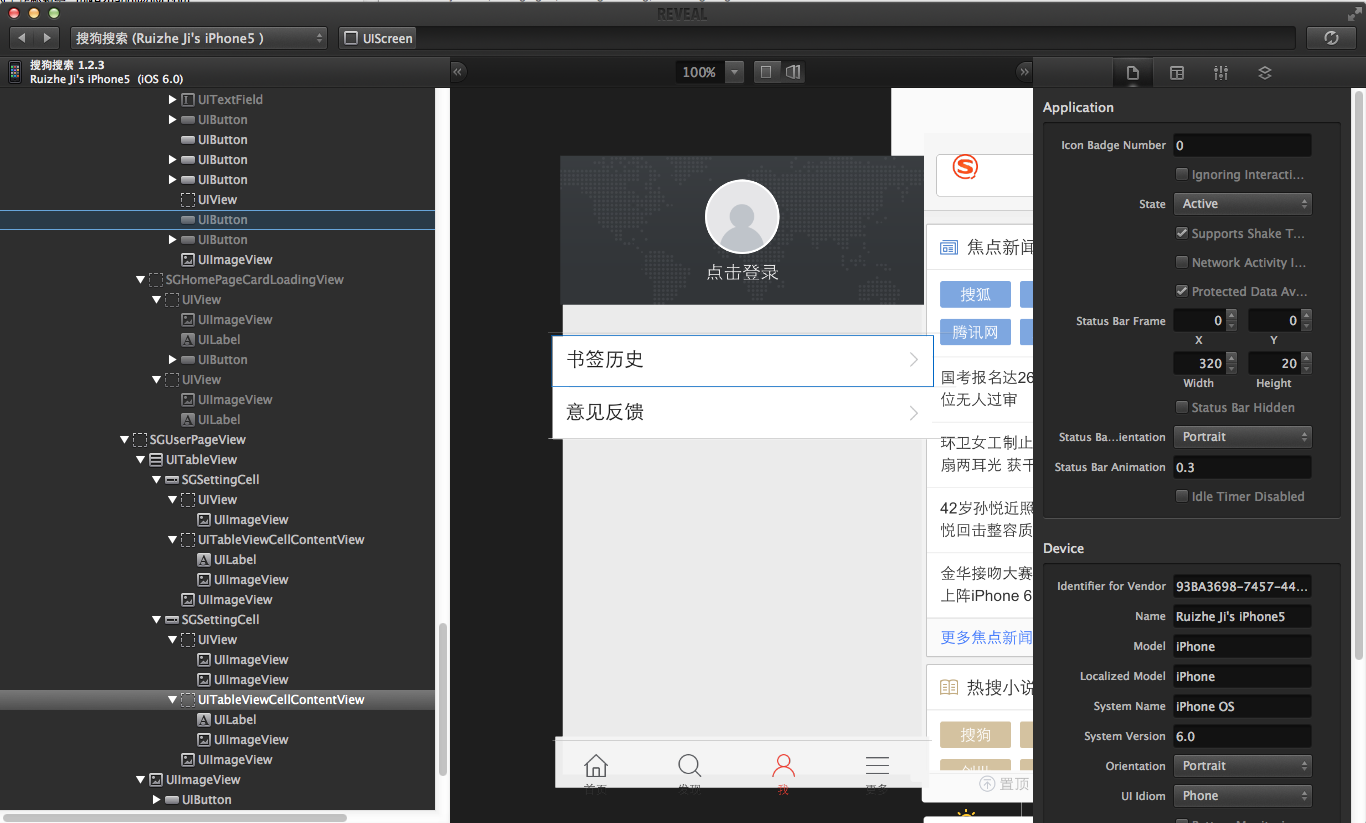 REVEAL
搜狗搜索 (Ruizhe Ji's iPhone5 )
UIScreen
搜狗搜索 1.2.3
Ruizhe Ji's iPhone5 (iOS 6.0)
100%
UITextField
UIButton
UIButton
UIButton
UIButton
UIView
UIButton
UIButton
UIImageView
SGHomePageCardLoadingView
UIView
UIImageView
UILabel
UIButton
UIView
UIImageView
UILabel
SGUserPageView
UITableView
SGSettingCell
UIView
UIImageView
UITableViewCellContentView
UILabel
UIImageView
UIImageView
SGSettingCell
UIView
UIImageView
UIImageView
UITableViewCellContentView
UILabel
UIImageView
UIImageView
UIImageView
UIButton
点击登录
书签历史
意见反馈
首页
发现
我
更多
焦点新闻
搜狐
腾讯网
国考报名达26
位无人过审
环卫女工制止
扇两耳光 获千
42岁孙悦近照
悦回击整容质
金华接吻大赛
上阵iPhone 6
更多焦点新闻
热搜小说
搜狗
置顶
Application
Icon Badge Number 0
Ignoring Interacti...
State Active
Supports Shake T...
Network Activity I...
Protected Data Av...
Status Bar Frame 0 0
X Y
320 20
Width Height
Status Bar Hidden
Status Ba...ientation Portrait
Status Bar Animation 0.3
Idle Timer Disabled
Device
Identifier for Vendor 93BA3698-7457-44...
Name Ruizhe Ji's iPhone5
Model iPhone
Localized Model iPhone
System Name iPhone OS
System Version 6.0
Orientation Portrait
UI Idiom Phone